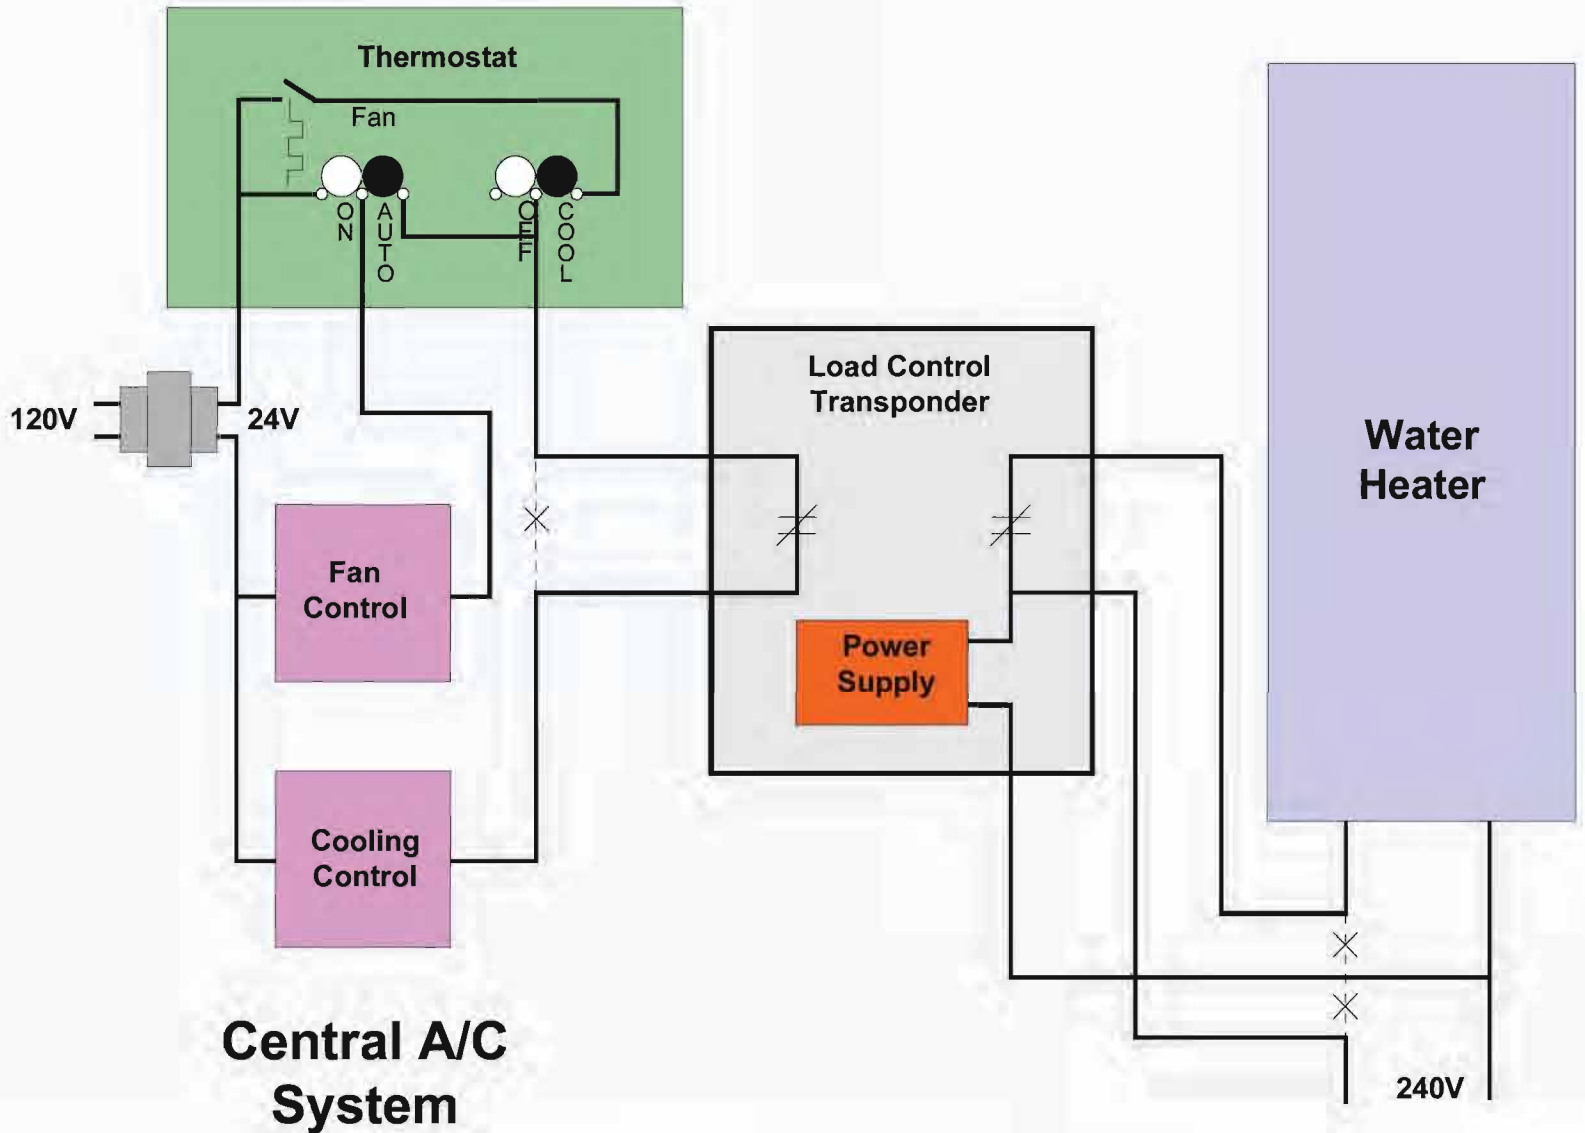 Thermostat
Fan
ON
AUTO
OFF
COOL
120V
24V
Load Control
Transponder
Water
Heater
Fan
Control
Power
Supply
Cooling
Control
Central A/C
System
240V